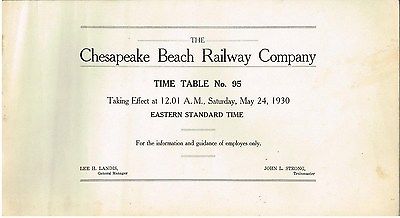 THE
Chesapeake Beach Railway Company
TIME TABLE No. 95
Taking Effect at 12.01 A. M., Saturday, May 24, 1930
EASTERN STANDARD TIME
For the information and guidance of employes only.
LEE H. LANDIS,
General Manager
JOHN L. STRONG,
Trainmaster